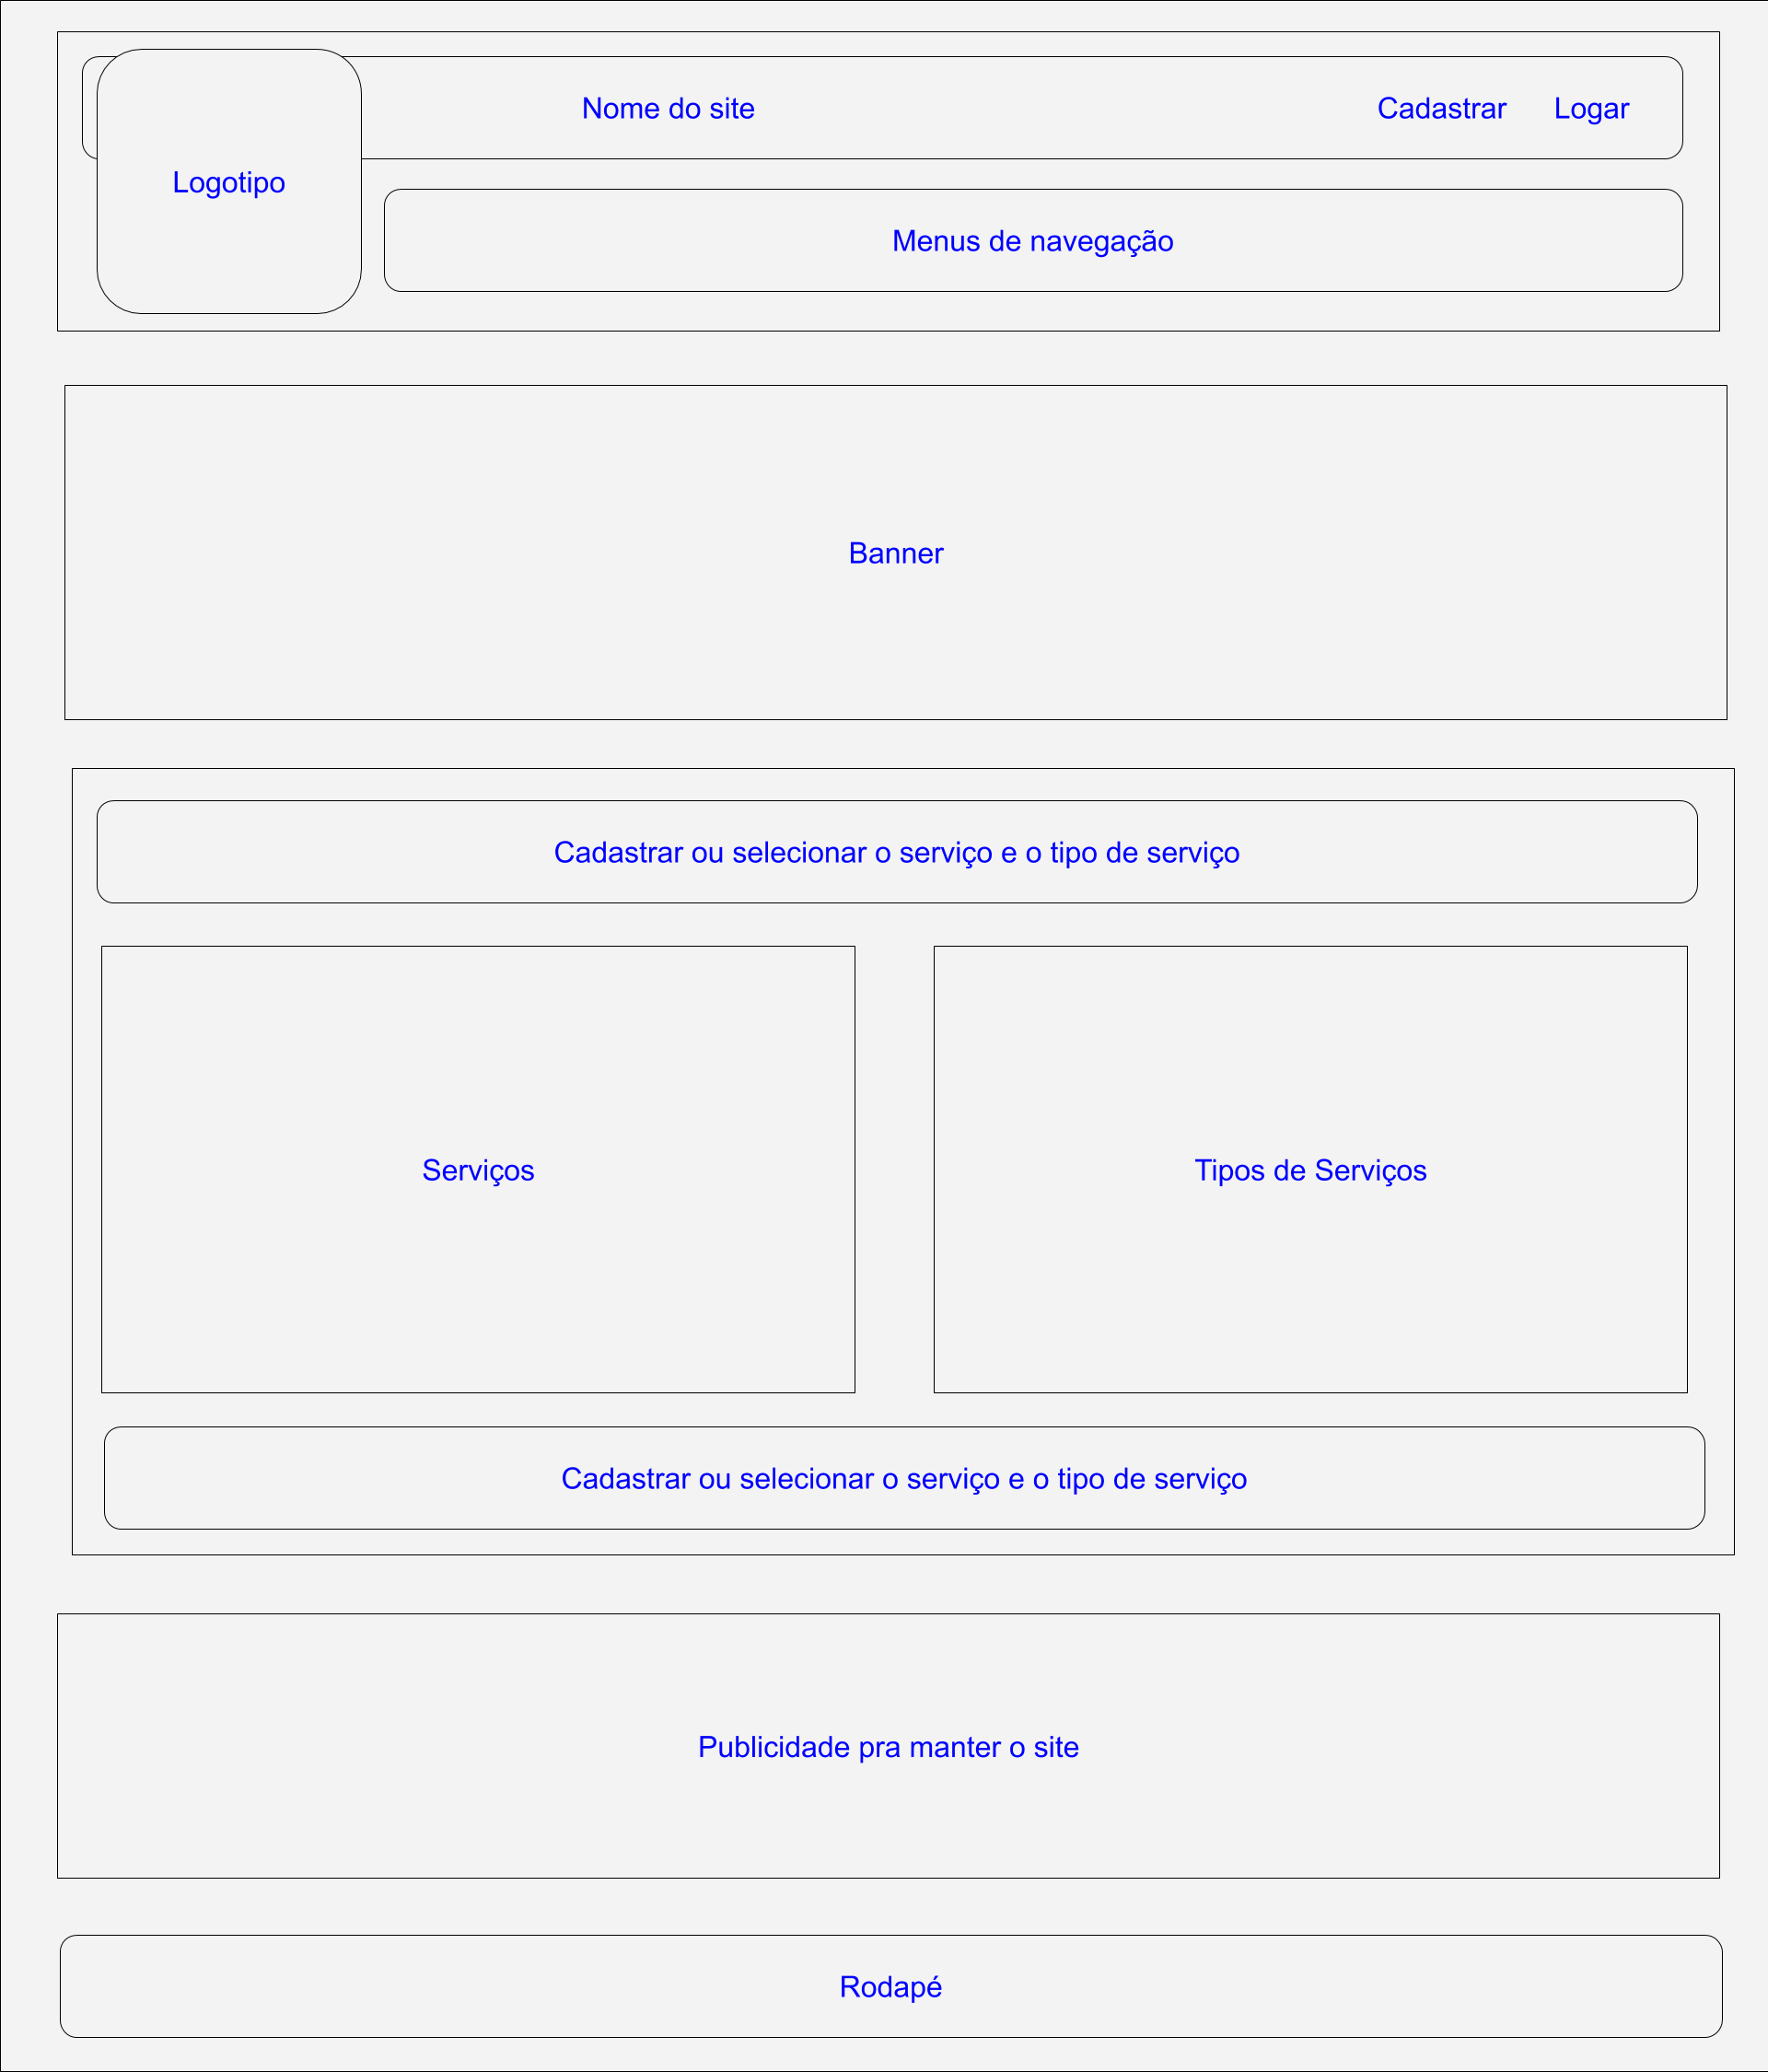 Nome do site
Cadastrar
Logar
Logotipo
Menus de navegação
Banner
Cadastrar ou selecionar o serviço e o tipo de serviço
Serviços
Tipos de Serviços
Cadastrar ou selecionar o serviço e o tipo de serviço
Publicidade pra manter o site
Rodapé